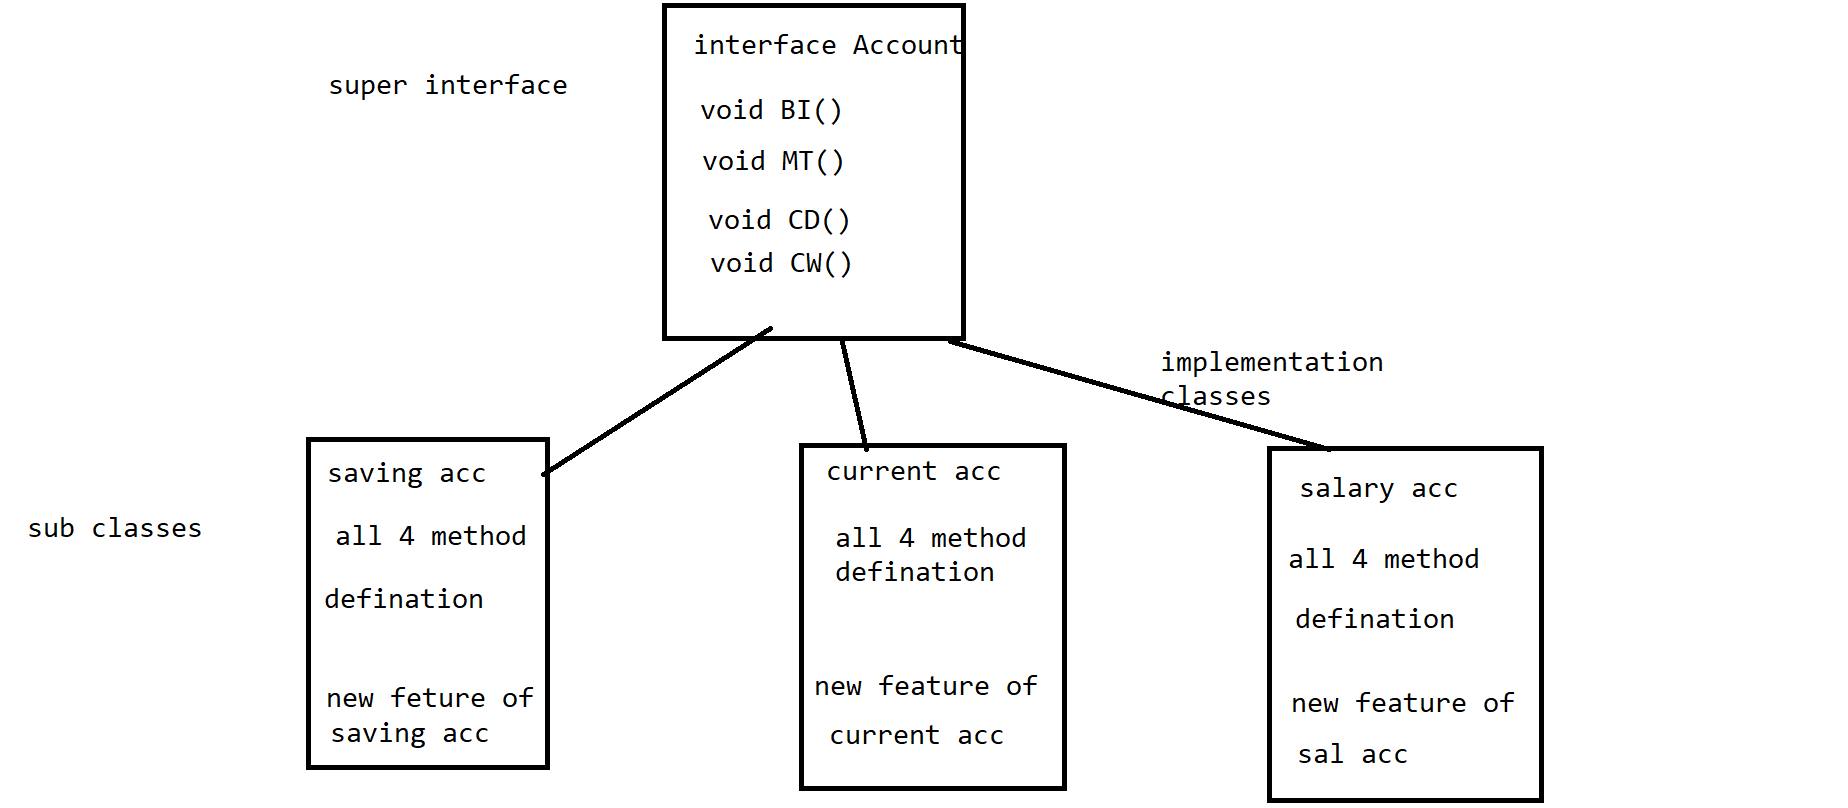 interface Account
super interface
void BI()
void MT()
void CD()
void CW()
implementation
classes
sub classes
saving acc
all 4 method
defination
new feture of
saving acc
current acc
all 4 method
defination
new feature of
current acc
salary acc
all 4 method
defination
new feature of
sal acc